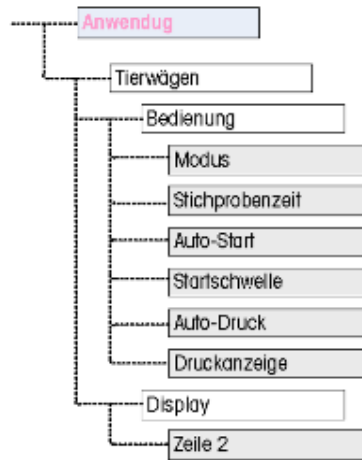 Anwendug
Tierwägen
Bedienung
Modus
Stichprobenzeit
Auto-Start
Startschwelle
Auto-Druck
Druckanzeige
Display
Zeile 2